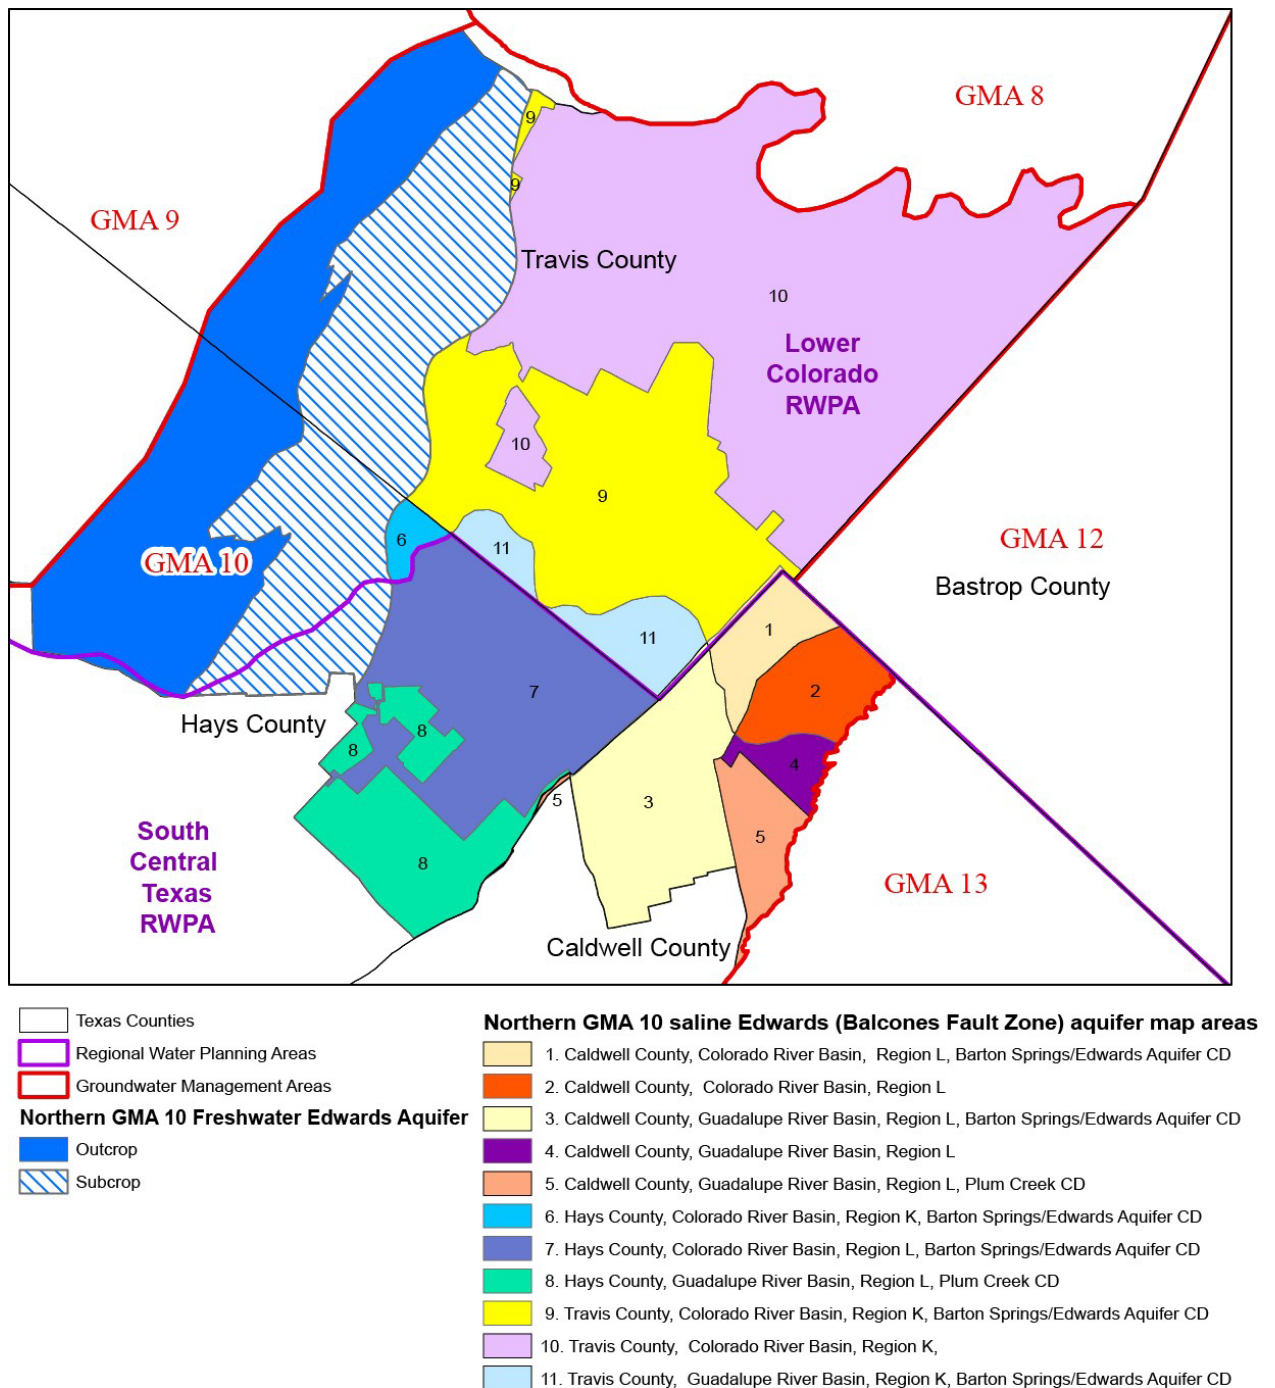 GMA 8
9
GMA 9
9
Travis County
10
Lower
Colorado
RWPA
10
9
GMA 12
6
11
GMA 10
Bastrop County
1
11
7
2
Hays County
8
8
4
5
3
South
Central
Texas
RWPA
5
8
GMA 13
Caldwell County
Texas Counties
Regional Water Planning Areas
Groundwater Management Areas
Northern GMA 10 Freshwater Edwards Aquifer
Outcrop
Subcrop
Northern GMA 10 saline Edwards (Balcones Fault Zone) aquifer map areas
1. Caldwell County, Colorado River Basin, Region L, Barton Springs/Edwards Aquifer CD
2. Caldwell County, Colorado River Basin, Region L
3. Caldwell County, Guadalupe River Basin, Region L, Barton Springs/Edwards Aquifer CD
4. Caldwell County, Guadalupe River Basin, Region L
5. Caldwell County, Guadalupe River Basin, Region L, Plum Creek CD
6. Hays County, Colorado River Basin, Region K, Barton Springs/Edwards Aquifer CD
7. Hays County, Colorado River Basin, Region L, Barton Springs/Edwards Aquifer CD
8. Hays County, Guadalupe River Basin, Region L, Plum Creek CD
9. Travis County, Colorado River Basin, Region K, Barton Springs/Edwards Aquifer CD
10. Travis County, Colorado River Basin, Region K,
11. Travis County, Guadalupe River Basin, Region K, Barton Springs/Edwards Aquifer CD